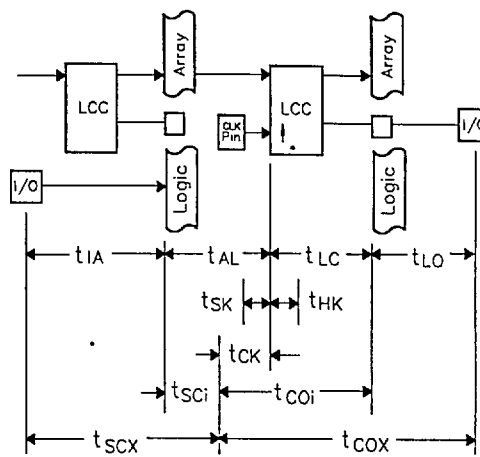 Array
Array
LCC
LCC
CLK
Pin
I/O
I/O
Logic
Logic
tIA
tAL
tLC
tLO
tSK
tHK
tCK
tSCi
tCOi
tSCX
tCOX